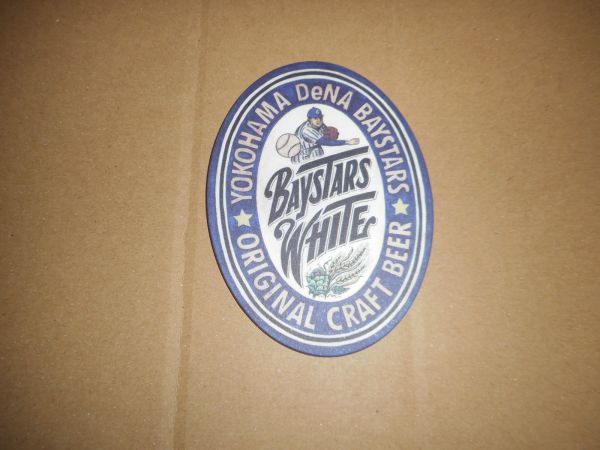 YOKOHAMA DeNA BAYSTARS
BAYSTARS
WHITE
ORIGINAL CRAFT BEER